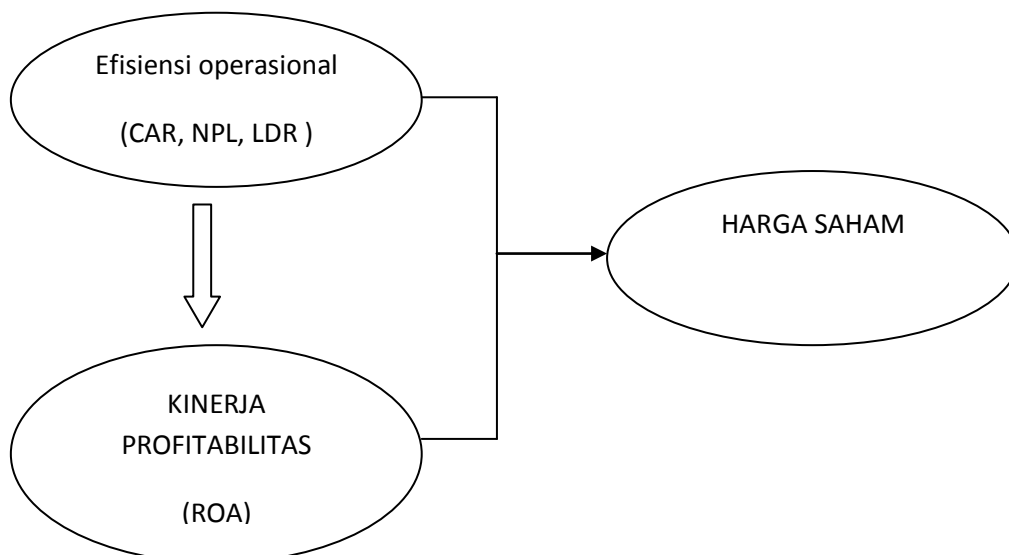 Efisiensi operasional
(CAR, NPL, LDR )
HARGA SAHAM
KINERJA
PROFITABILITAS
(ROA)